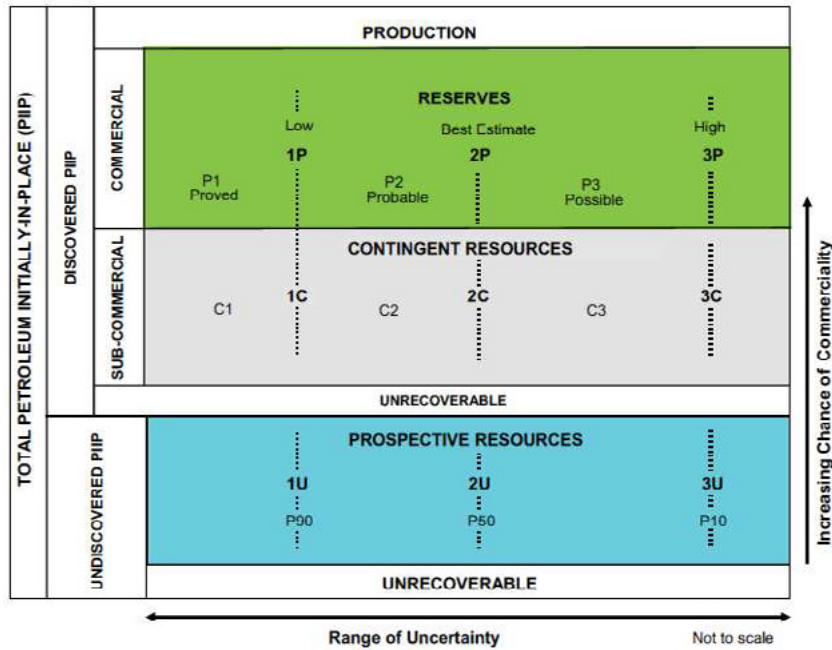 TOTAL PETROLEUM INITIALLY-IN-PLACE (PIIP)
DISCOVERED PIIP
UNDISCOVERED PIIP
COMMERCIAL
SUB-COMMERCIAL
PRODUCTION
RESERVES
Low Best Estimate High
1P 2P 3P
P1 P2 P3
Proved Probable Possible
CONTINGENT RESOURCES
1C 2C 3C
C1 C2 C3
UNRECOVERABLE
PROSPECTIVE RESOURCES
1U 2U 3U
P90 P50 P10
UNRECOVERABLE
Increasing Chance of Commerciality
Range of Uncertainty
Not to scale